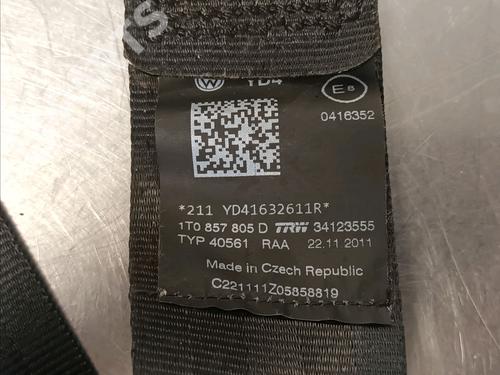 YD4
E8
0416352
*211 YD41632611R*
1T0 857 805 D TRW 34123555
TYP 40561 RAA 22.11.2011
Made in Czech Republic
C221111Z05858819